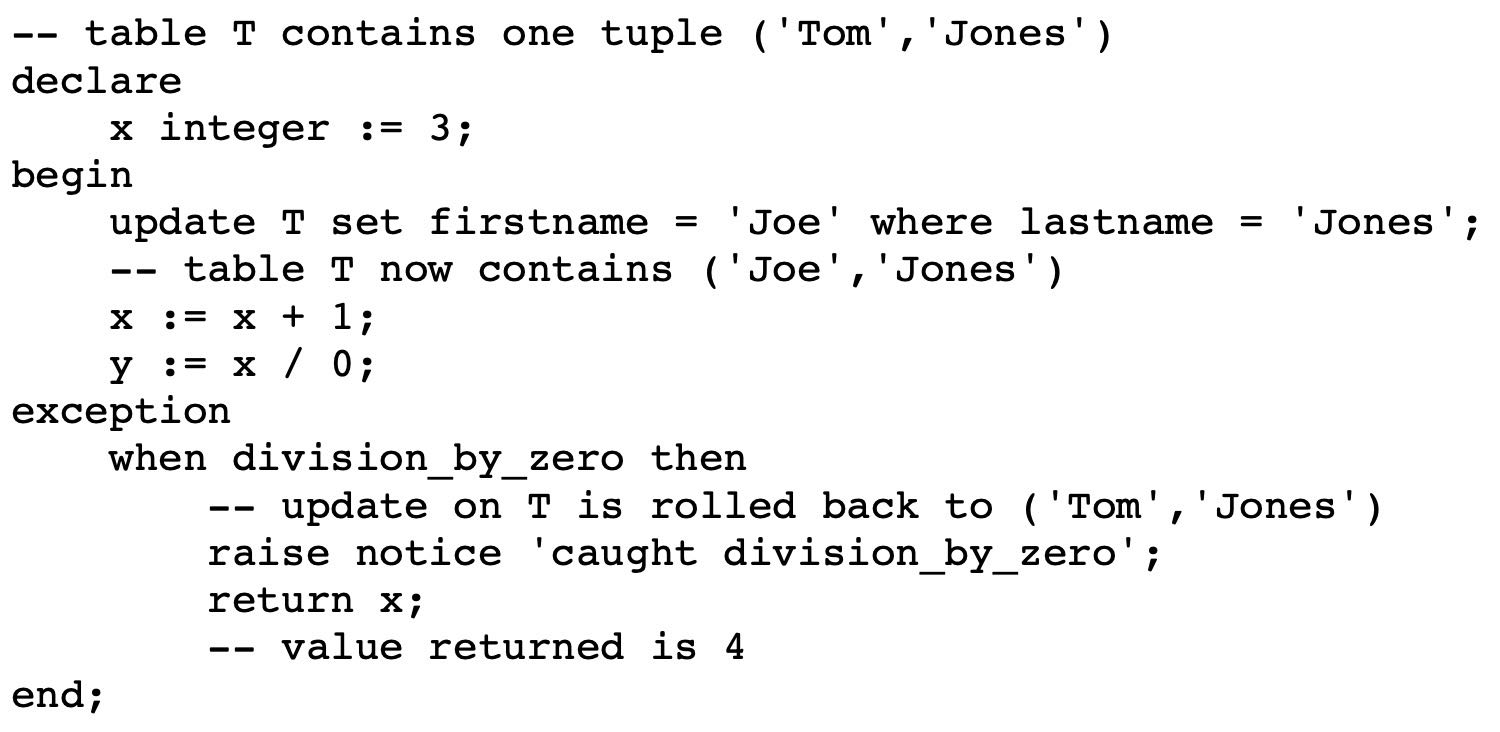 -- table T contains one tuple ('Tom','Jones')
declare
    x integer := 3;
begin
    update T set firstname = 'Joe' where lastname = 'Jones';
    -- table T now contains ('Joe','Jones')
    x := x + 1;
    y := x / 0;
exception
    when division_by_zero then
        -- update on T is rolled back to ('Tom','Jones')
        raise notice 'caught division_by_zero';
        return x;
        -- value returned is 4
end;